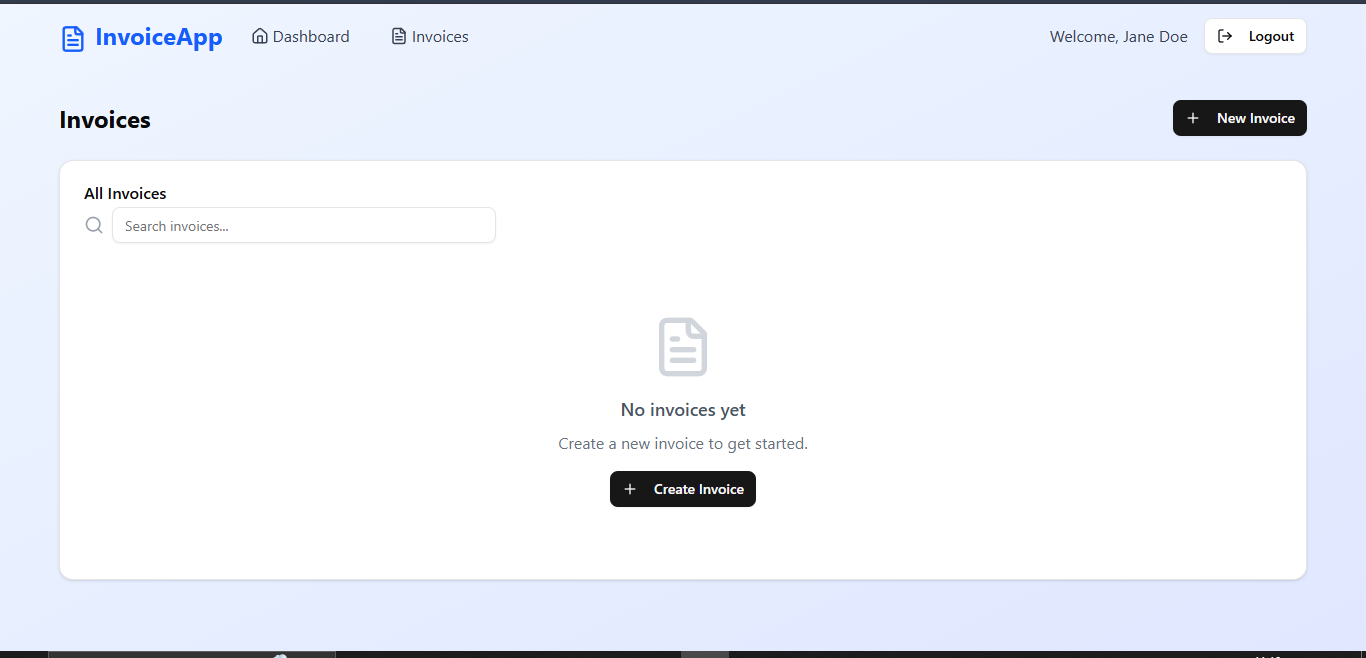 InvoiceApp Dashboard Invoices Welcome, Jane Doe Logout
Invoices New Invoice
All Invoices
Search invoices...
No invoices yet
Create a new invoice to get started.
Create Invoice